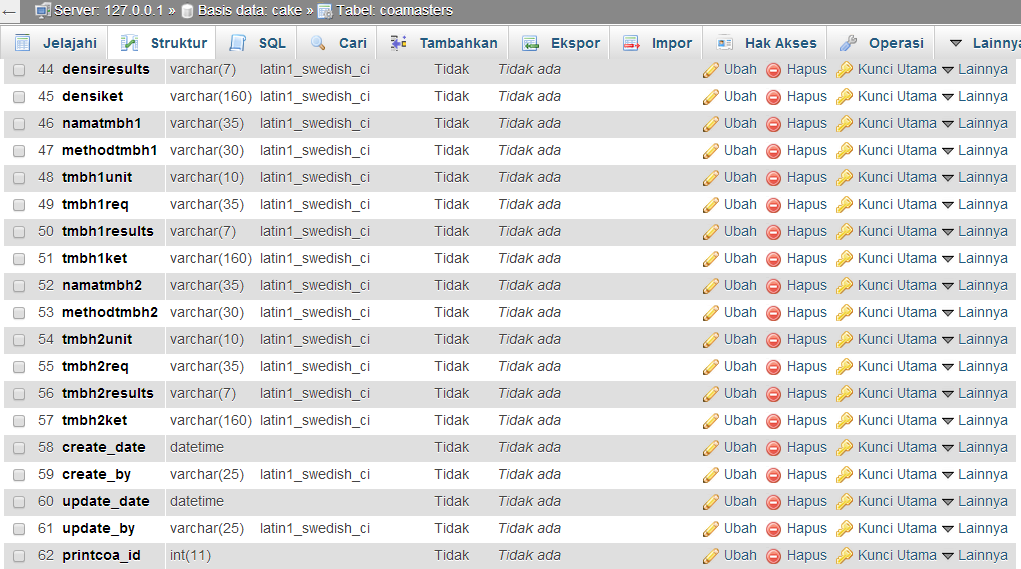 Server: 127.0.0.1 » Basis data: cake » Tabel: coamasters
Jelajahi Struktur SQL Cari Tambahkan Ekspor Impor Hak Akses Operasi
44 densiresults varchar(7) latin1_swedish_ci Tidak Tidak ada Ubah Hapus Kunci Utama Lainnya
45 densiket varchar(160) latin1_swedish_ci Tidak Tidak ada Ubah Hapus Kunci Utama Lainnya
46 namatmbh1 varchar(35) latin1_swedish_ci Tidak Tidak ada Ubah Hapus Kunci Utama Lainnya
47 methodtmbh1 varchar(30) latin1_swedish_ci Tidak Tidak ada Ubah Hapus Kunci Utama Lainnya
48 tmbh1unit varchar(10) latin1_swedish_ci Tidak Tidak ada Ubah Hapus Kunci Utama Lainnya
49 tmbh1req varchar(35) latin1_swedish_ci Tidak Tidak ada Ubah Hapus Kunci Utama Lainnya
50 tmbh1results varchar(7) latin1_swedish_ci Tidak Tidak ada Ubah Hapus Kunci Utama Lainnya
51 tmbh1ket varchar(160) latin1_swedish_ci Tidak Tidak ada Ubah Hapus Kunci Utama Lainnya
52 namatmbh2 varchar(35) latin1_swedish_ci Tidak Tidak ada Ubah Hapus Kunci Utama Lainnya
53 methodtmbh2 varchar(30) latin1_swedish_ci Tidak Tidak ada Ubah Hapus Kunci Utama Lainnya
54 tmbh2unit varchar(10) latin1_swedish_ci Tidak Tidak ada Ubah Hapus Kunci Utama Lainnya
55 tmbh2req varchar(35) latin1_swedish_ci Tidak Tidak ada Ubah Hapus Kunci Utama Lainnya
56 tmbh2results varchar(7) latin1_swedish_ci Tidak Tidak ada Ubah Hapus Kunci Utama Lainnya
57 tmbh2ket varchar(160) latin1_swedish_ci Tidak Tidak ada Ubah Hapus Kunci Utama Lainnya
58 create_date datetime Tidak Tidak ada Ubah Hapus Kunci Utama Lainnya
59 create_by varchar(25) latin1_swedish_ci Tidak Tidak ada Ubah Hapus Kunci Utama Lainnya
60 update_date datetime Tidak Tidak ada Ubah Hapus Kunci Utama Lainnya
61 update_by varchar(25) latin1_swedish_ci Tidak Tidak ada Ubah Hapus Kunci Utama Lainnya
62 printcoa_id int(11) Tidak Tidak ada Ubah Hapus Kunci Utama Lainnya